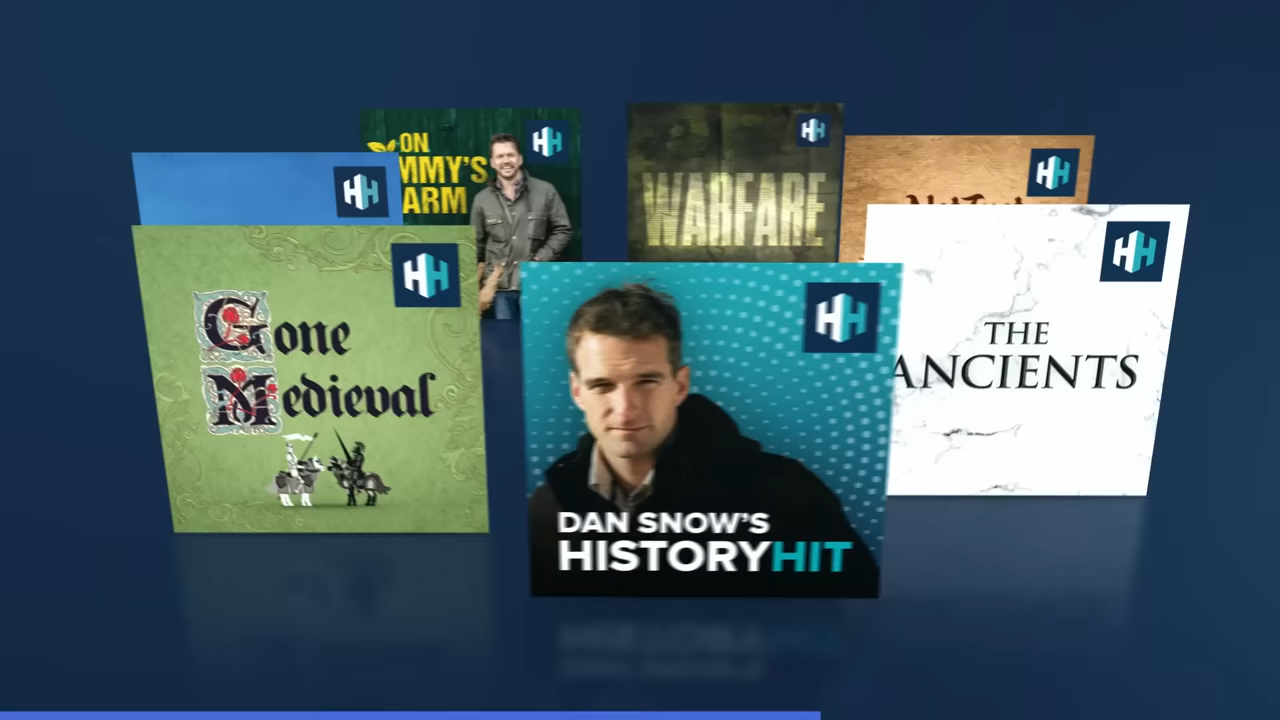 ON
MMY'S
ARM
WARFARE
Gone
Medieval
THE
ANCIENTS
DAN SNOW'S
HISTORYHIT